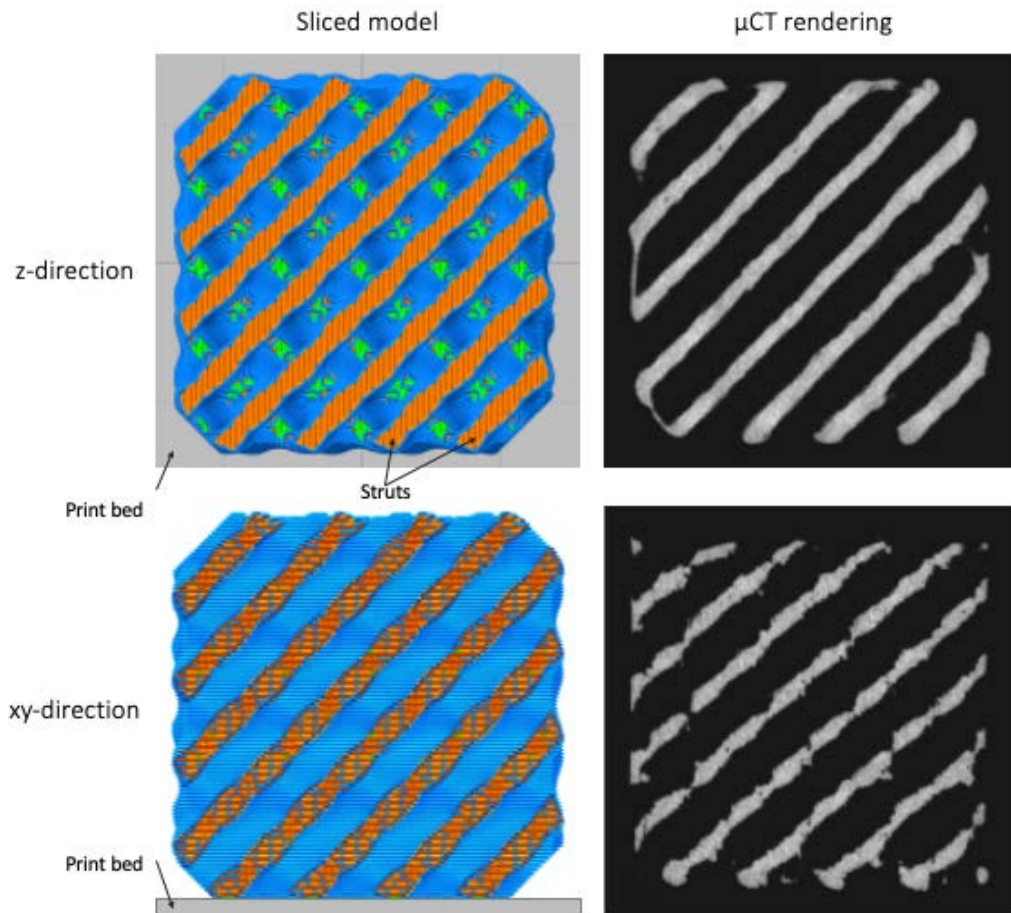 Sliced model
μCT rendering
z-direction
Print bed
Struts
xy-direction
Print bed